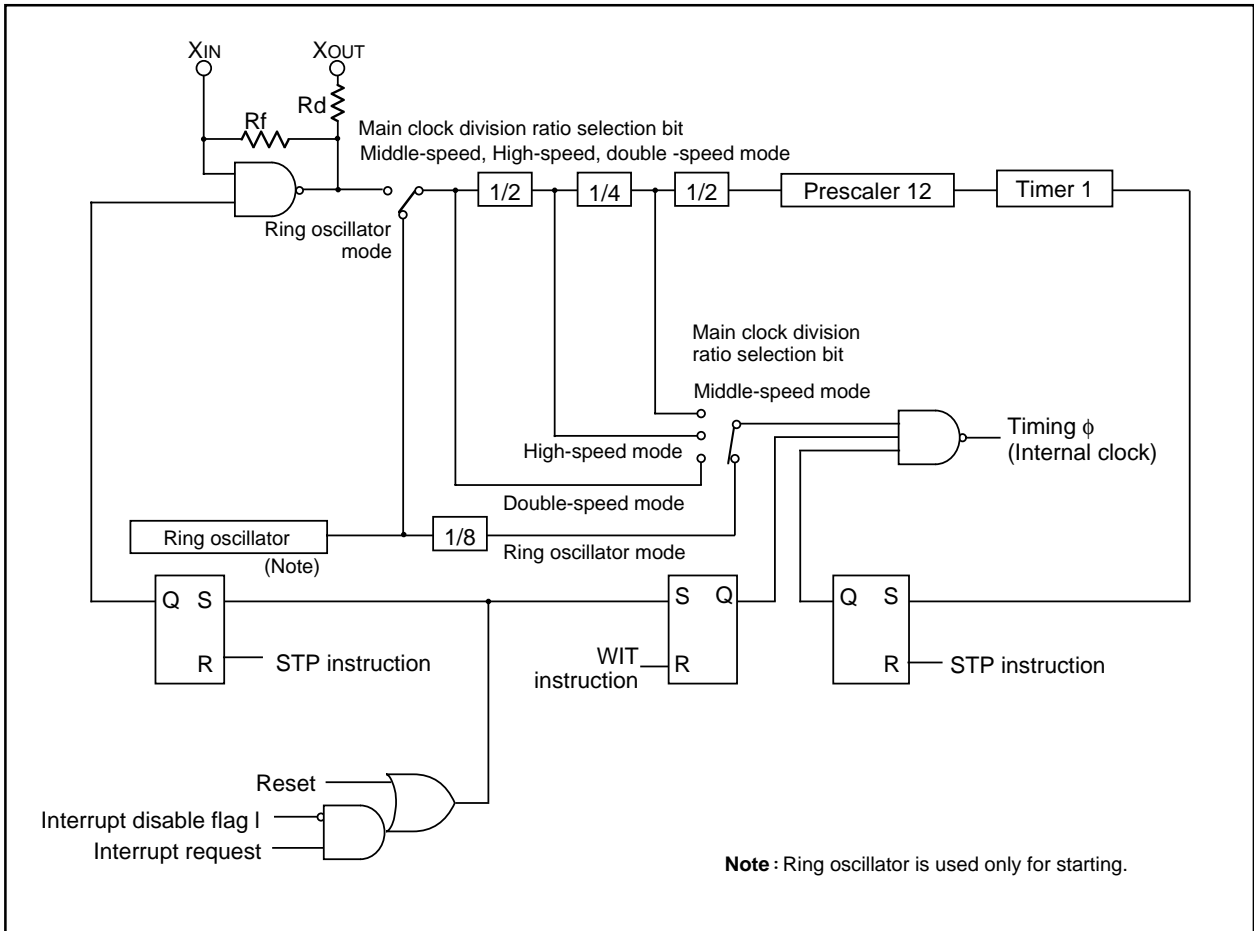 XIN
XOUT
Rd
Rf
Main clock division ratio selection bit
Middle-speed, High-speed, double -speed mode
1/2
1/4
1/2
Prescaler 12
Timer 1
Ring oscillator
mode
Main clock division
ratio selection bit
Middle-speed mode
High-speed mode
Timing ϕ
(Internal clock)
Double-speed mode
Ring oscillator
(Note)
1/8
Ring oscillator mode
Q S
R
STP instruction
S Q
R
WIT
instruction
Q S
R
STP instruction
Reset
Interrupt disable flag I
Interrupt request
Note : Ring oscillator is used only for starting.